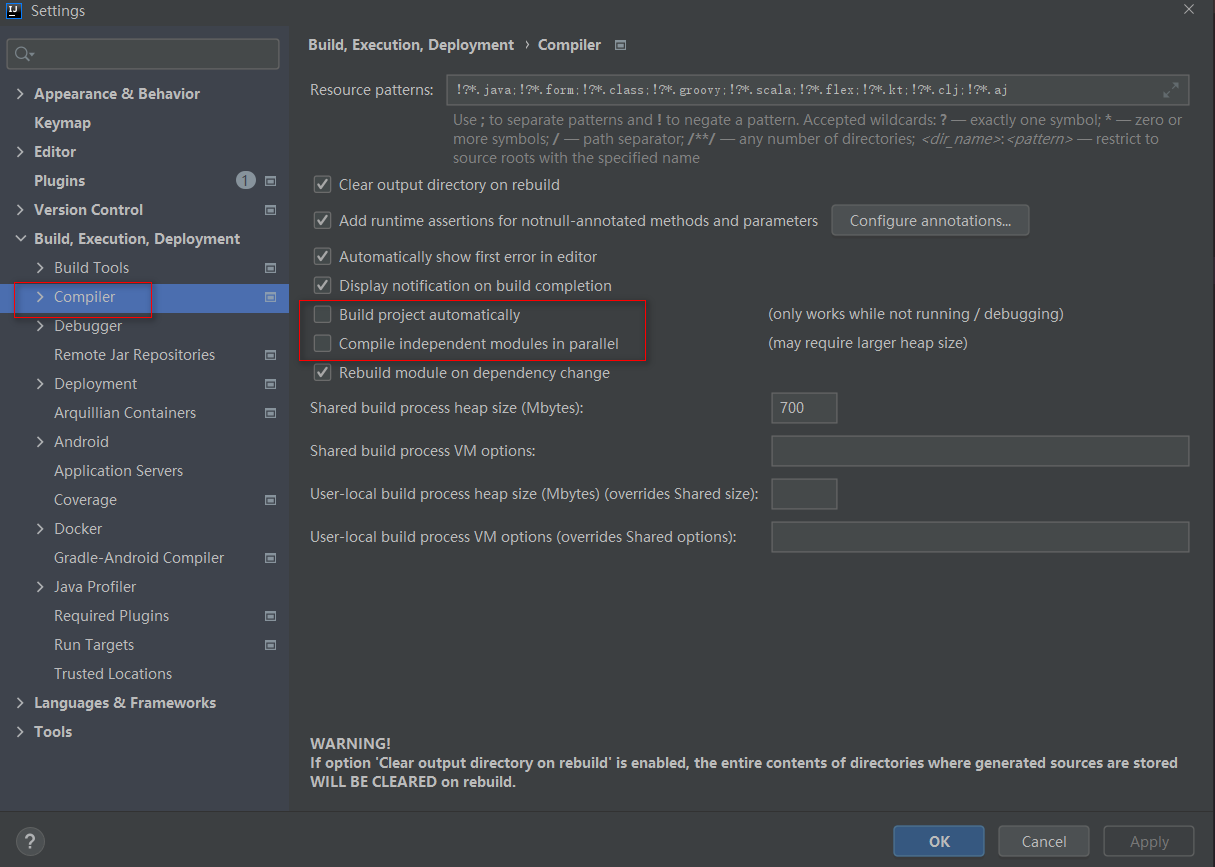 IJ Settings
Appearance & Behavior
Keymap
Editor
Plugins 1
Version Control
Build, Execution, Deployment
Build Tools
Compiler
Debugger
Remote Jar Repositories
Deployment
Arquillian Containers
Android
Application Servers
Coverage
Docker
Gradle-Android Compiler
Java Profiler
Required Plugins
Run Targets
Trusted Locations
Languages & Frameworks
Tools
?
Build, Execution, Deployment › Compiler
Resource patterns: !?*.java;!?*.form;!?*.class;!?*.groovy;!?*.scala;!?*.flex;!?*.kt;!?*.clj;!?*.aj
Use ; to separate patterns and ! to negate a pattern. Accepted wildcards: ? — exactly one symbol; * — zero or
more symbols; / — path separator; /**/ — any number of directories; <dir_name>:<pattern> — restrict to
source roots with the specified name
Clear output directory on rebuild
Add runtime assertions for notnull-annotated methods and parameters Configure annotations...
Automatically show first error in editor
Display notification on build completion
Build project automatically (only works while not running / debugging)
Compile independent modules in parallel (may require larger heap size)
Rebuild module on dependency change
Shared build process heap size (Mbytes): 700
Shared build process VM options:
User-local build process heap size (Mbytes) (overrides Shared size):
User-local build process VM options (overrides Shared options):
WARNING!
If option 'Clear output directory on rebuild' is enabled, the entire contents of directories where generated sources are stored
WILL BE CLEARED on rebuild.
OK Cancel Apply